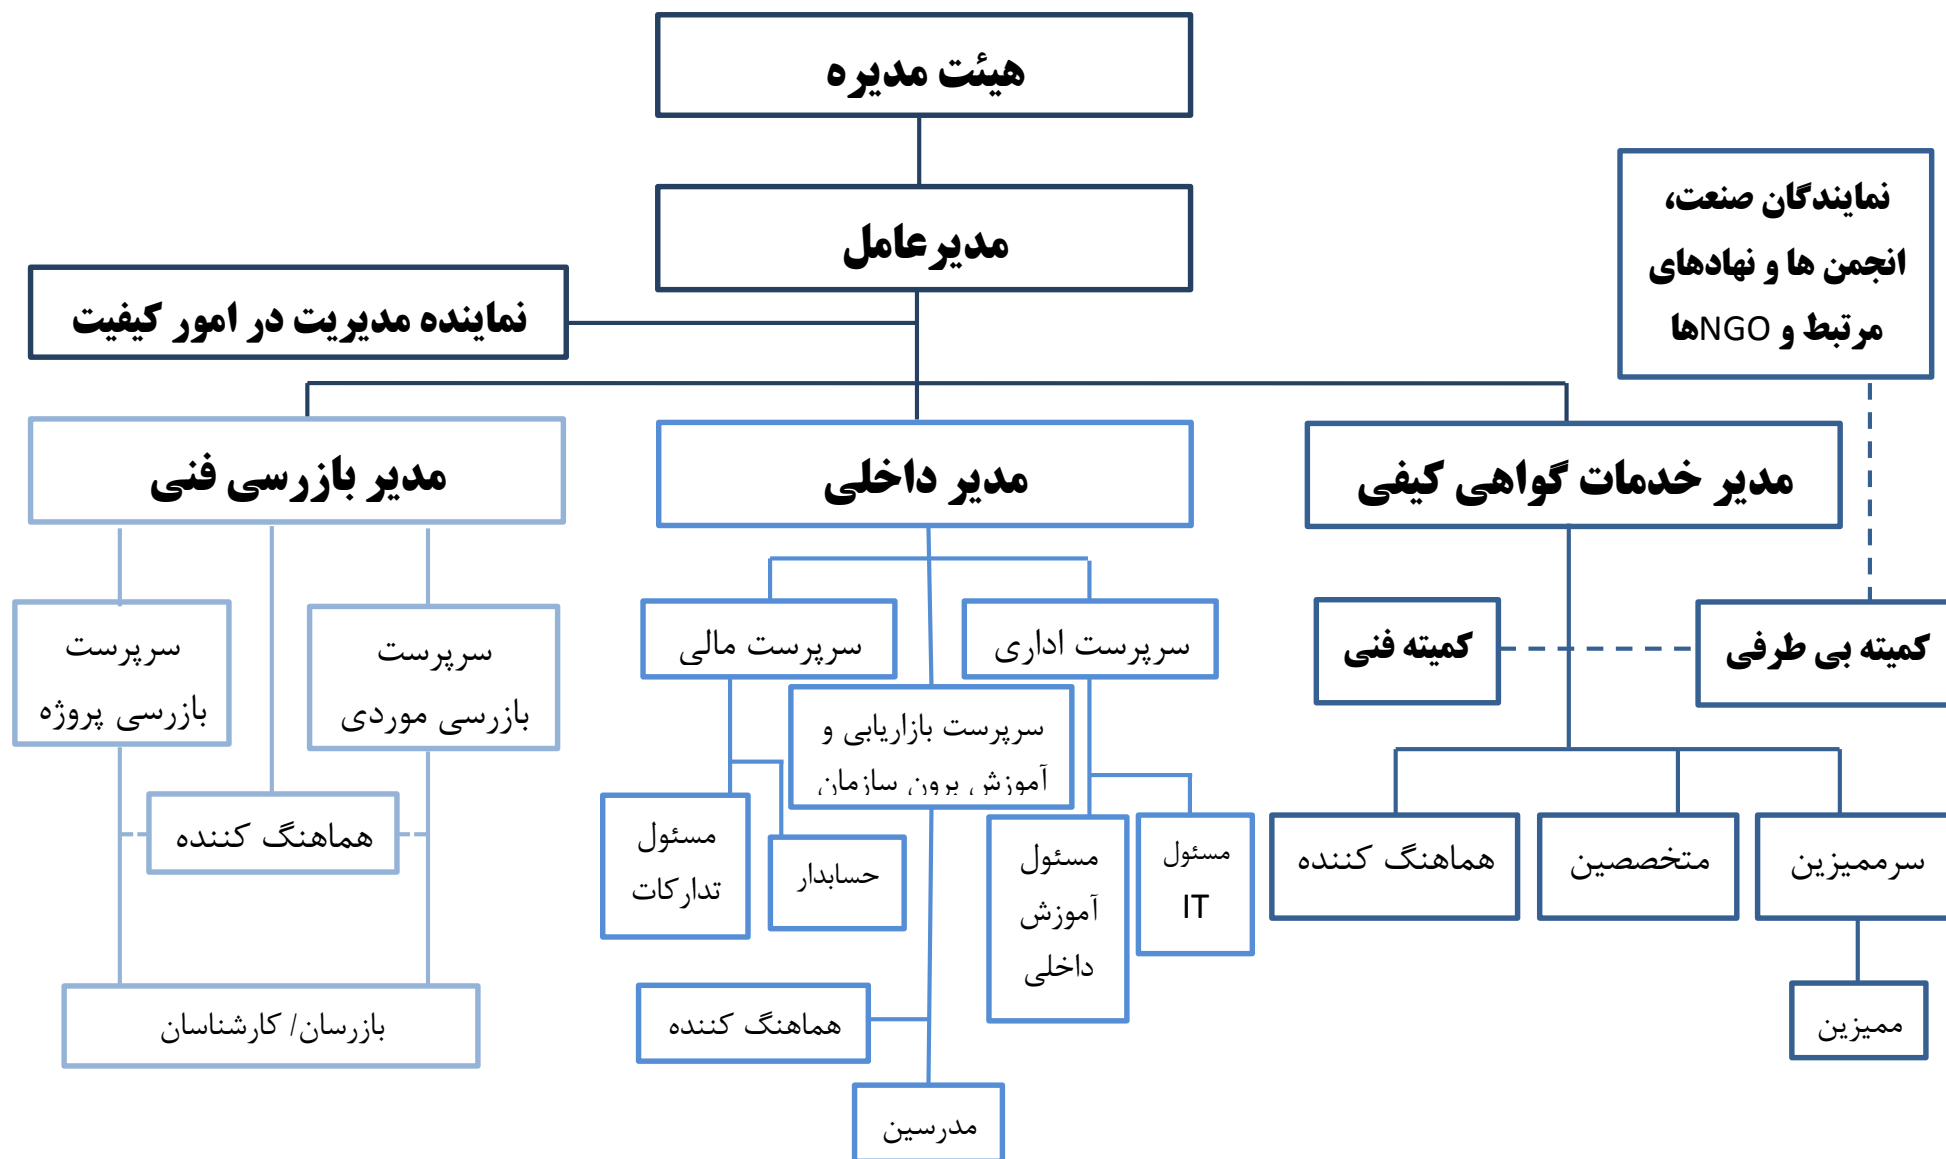 هیئت مدیره
مدیرعامل
نمایندگان صنعت،
انجمن ها و نهادهای
مرتبط و NGOها
نماینده مدیریت در امور کیفیت
مدیر خدمات گواهی کیفی
مدیر داخلی
مدیر بازرسی فنی
کمیته بی طرفی
کمیته فنی
سرپرست اداری
سرپرست مالی
سرپرست
بازرسی موردی
سرپرست
بازرسی پروژه
سرپرست بازاریابی و
آموزش برون سازمان
سرممیزین
متخصصین
هماهنگ کننده
مسئول
IT
مسئول
آموزش
داخلی
حسابدار
مسئول
تدارکات
هماهنگ کننده
ممیزین
هماهنگ کننده
بازرسان/ کارشناسان
مدرسین